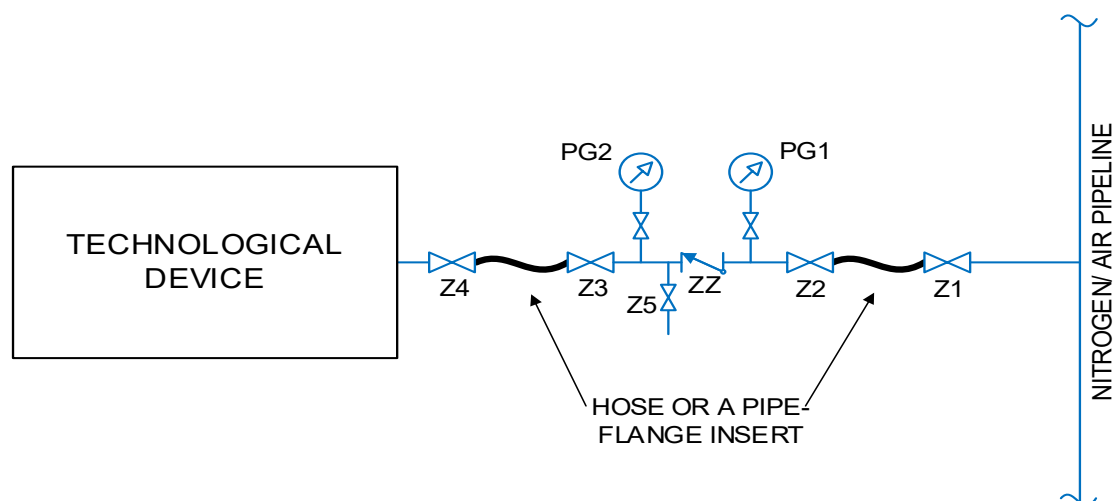 PG2
PG1
TECHNOLOGICAL
DEVICE
Z4
Z3
Z5
ZZ
Z2
Z1
HOSE OR A PIPE-
FLANGE INSERT
NITROGEN/ AIR PIPELINE